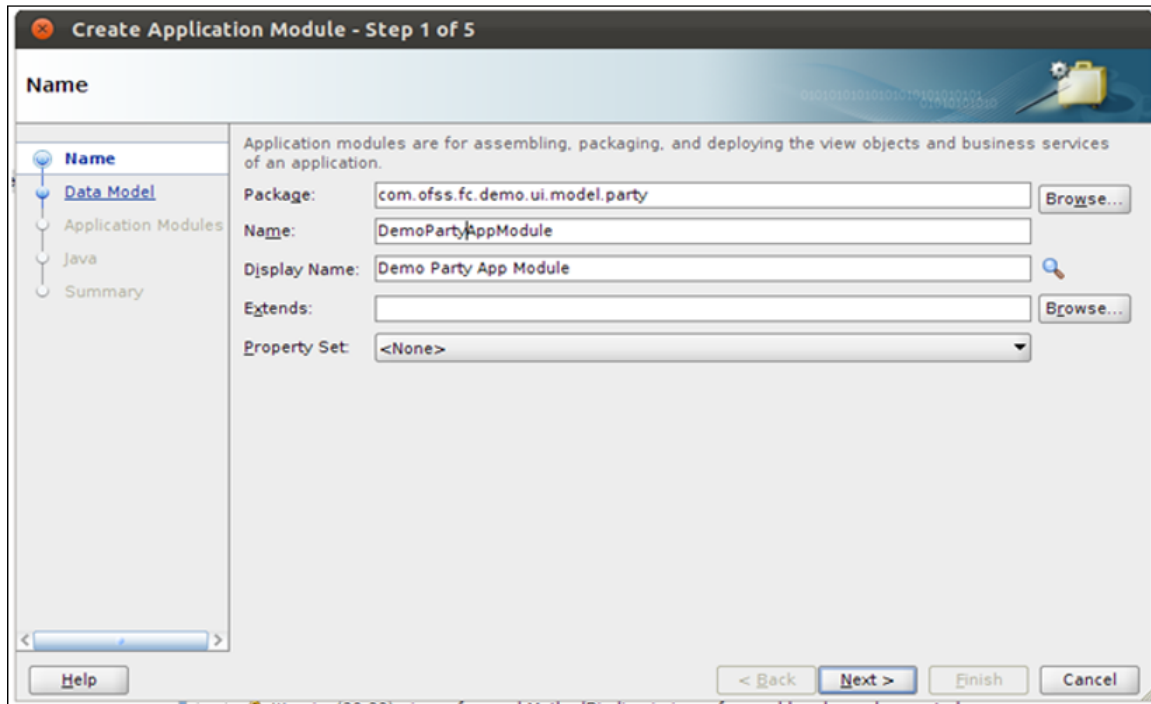 Create Application Module - Step 1 of 5
Name
Name
Data Model
Application Modules
Java
Summary
Application modules are for assembling, packaging, and deploying the view objects and business services
of an application.
Package: com.ofss.fc.demo.ui.model.party Browse...
Name: DemoPartyAppModule
Display Name: Demo Party App Module
Extends: Browse...
Property Set: <None>
Help < Back Next > Finish Cancel